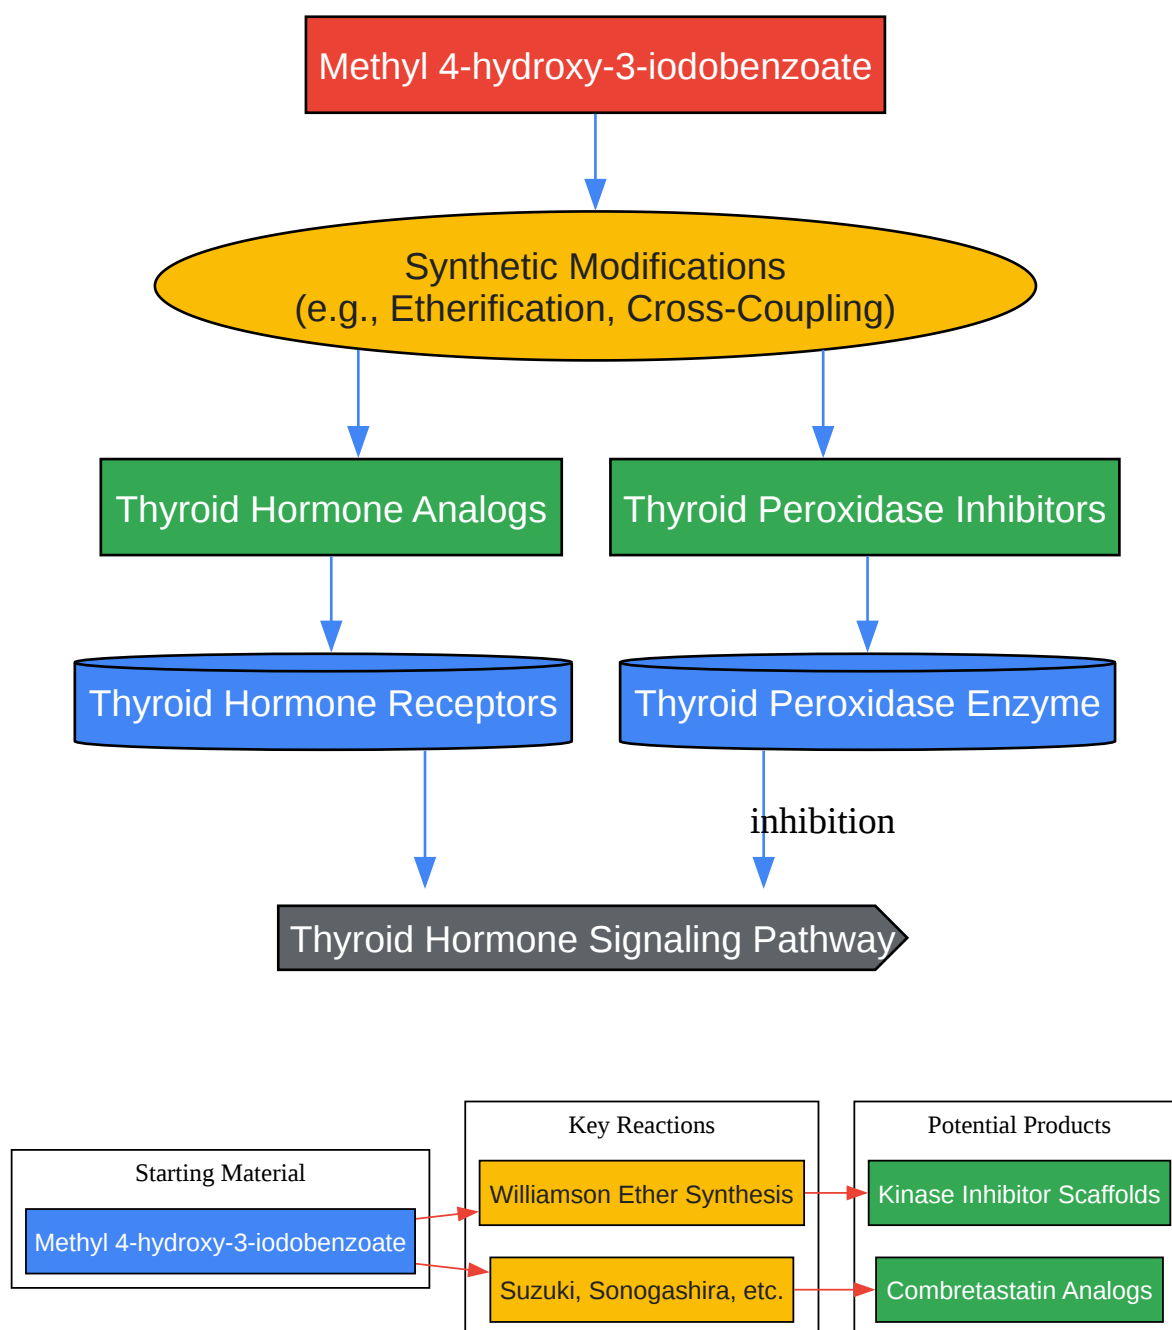 Methyl 4-hydroxy-3-iodobenzoate
Synthetic Modifications
(e.g., Etherification, Cross-Coupling)
Thyroid Hormone Analogs
Thyroid Peroxidase Inhibitors
Thyroid Hormone Receptors
Thyroid Peroxidase Enzyme
inhibition
Thyroid Hormone Signaling Pathway
Starting Material
Methyl 4-hydroxy-3-iodobenzoate
Key Reactions
Williamson Ether Synthesis
Suzuki, Sonogashira, etc.
Potential Products
Kinase Inhibitor Scaffolds
Combretastatin Analogs